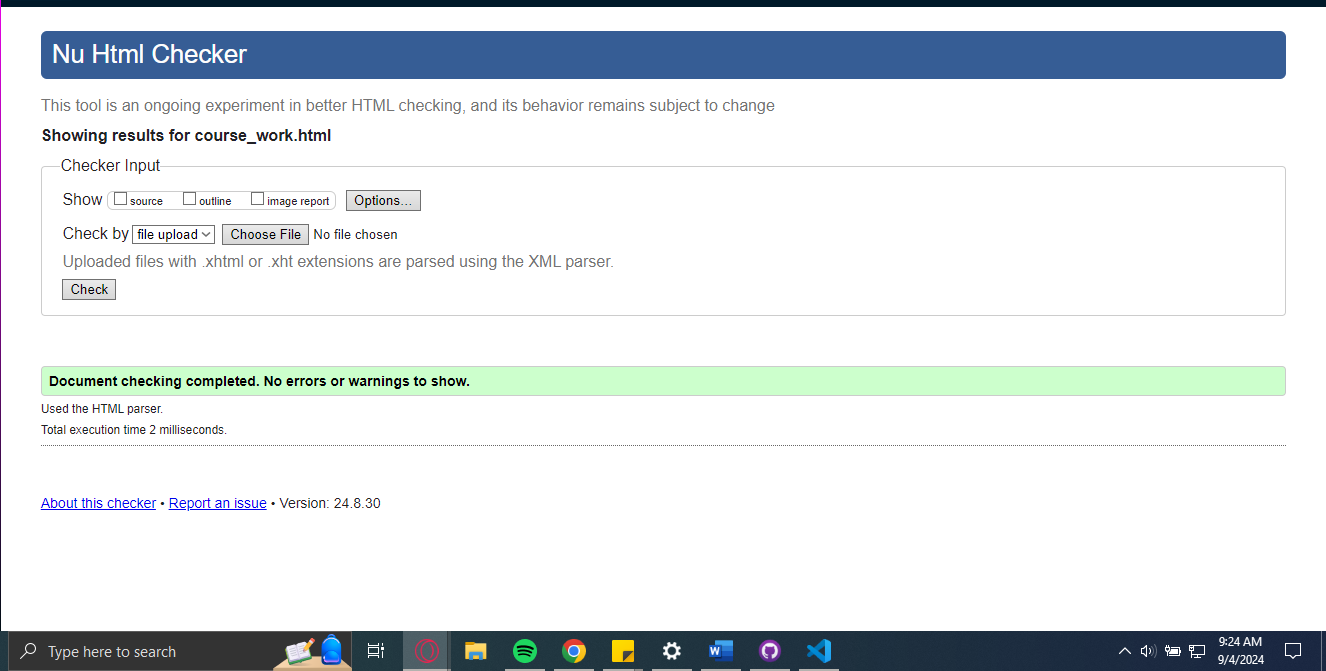 Nu Html Checker
This tool is an ongoing experiment in better HTML checking, and its behavior remains subject to change
Showing results for course_work.html
Checker Input
Show source outline image report Options...
Check by file upload Choose File No file chosen
Uploaded files with .xhtml or .xht extensions are parsed using the XML parser.
Check
Document checking completed. No errors or warnings to show.
Used the HTML parser.
Total execution time 2 milliseconds.
About this checker • Report an issue • Version: 24.8.30
Type here to search
W
9:24 AM
9/4/2024